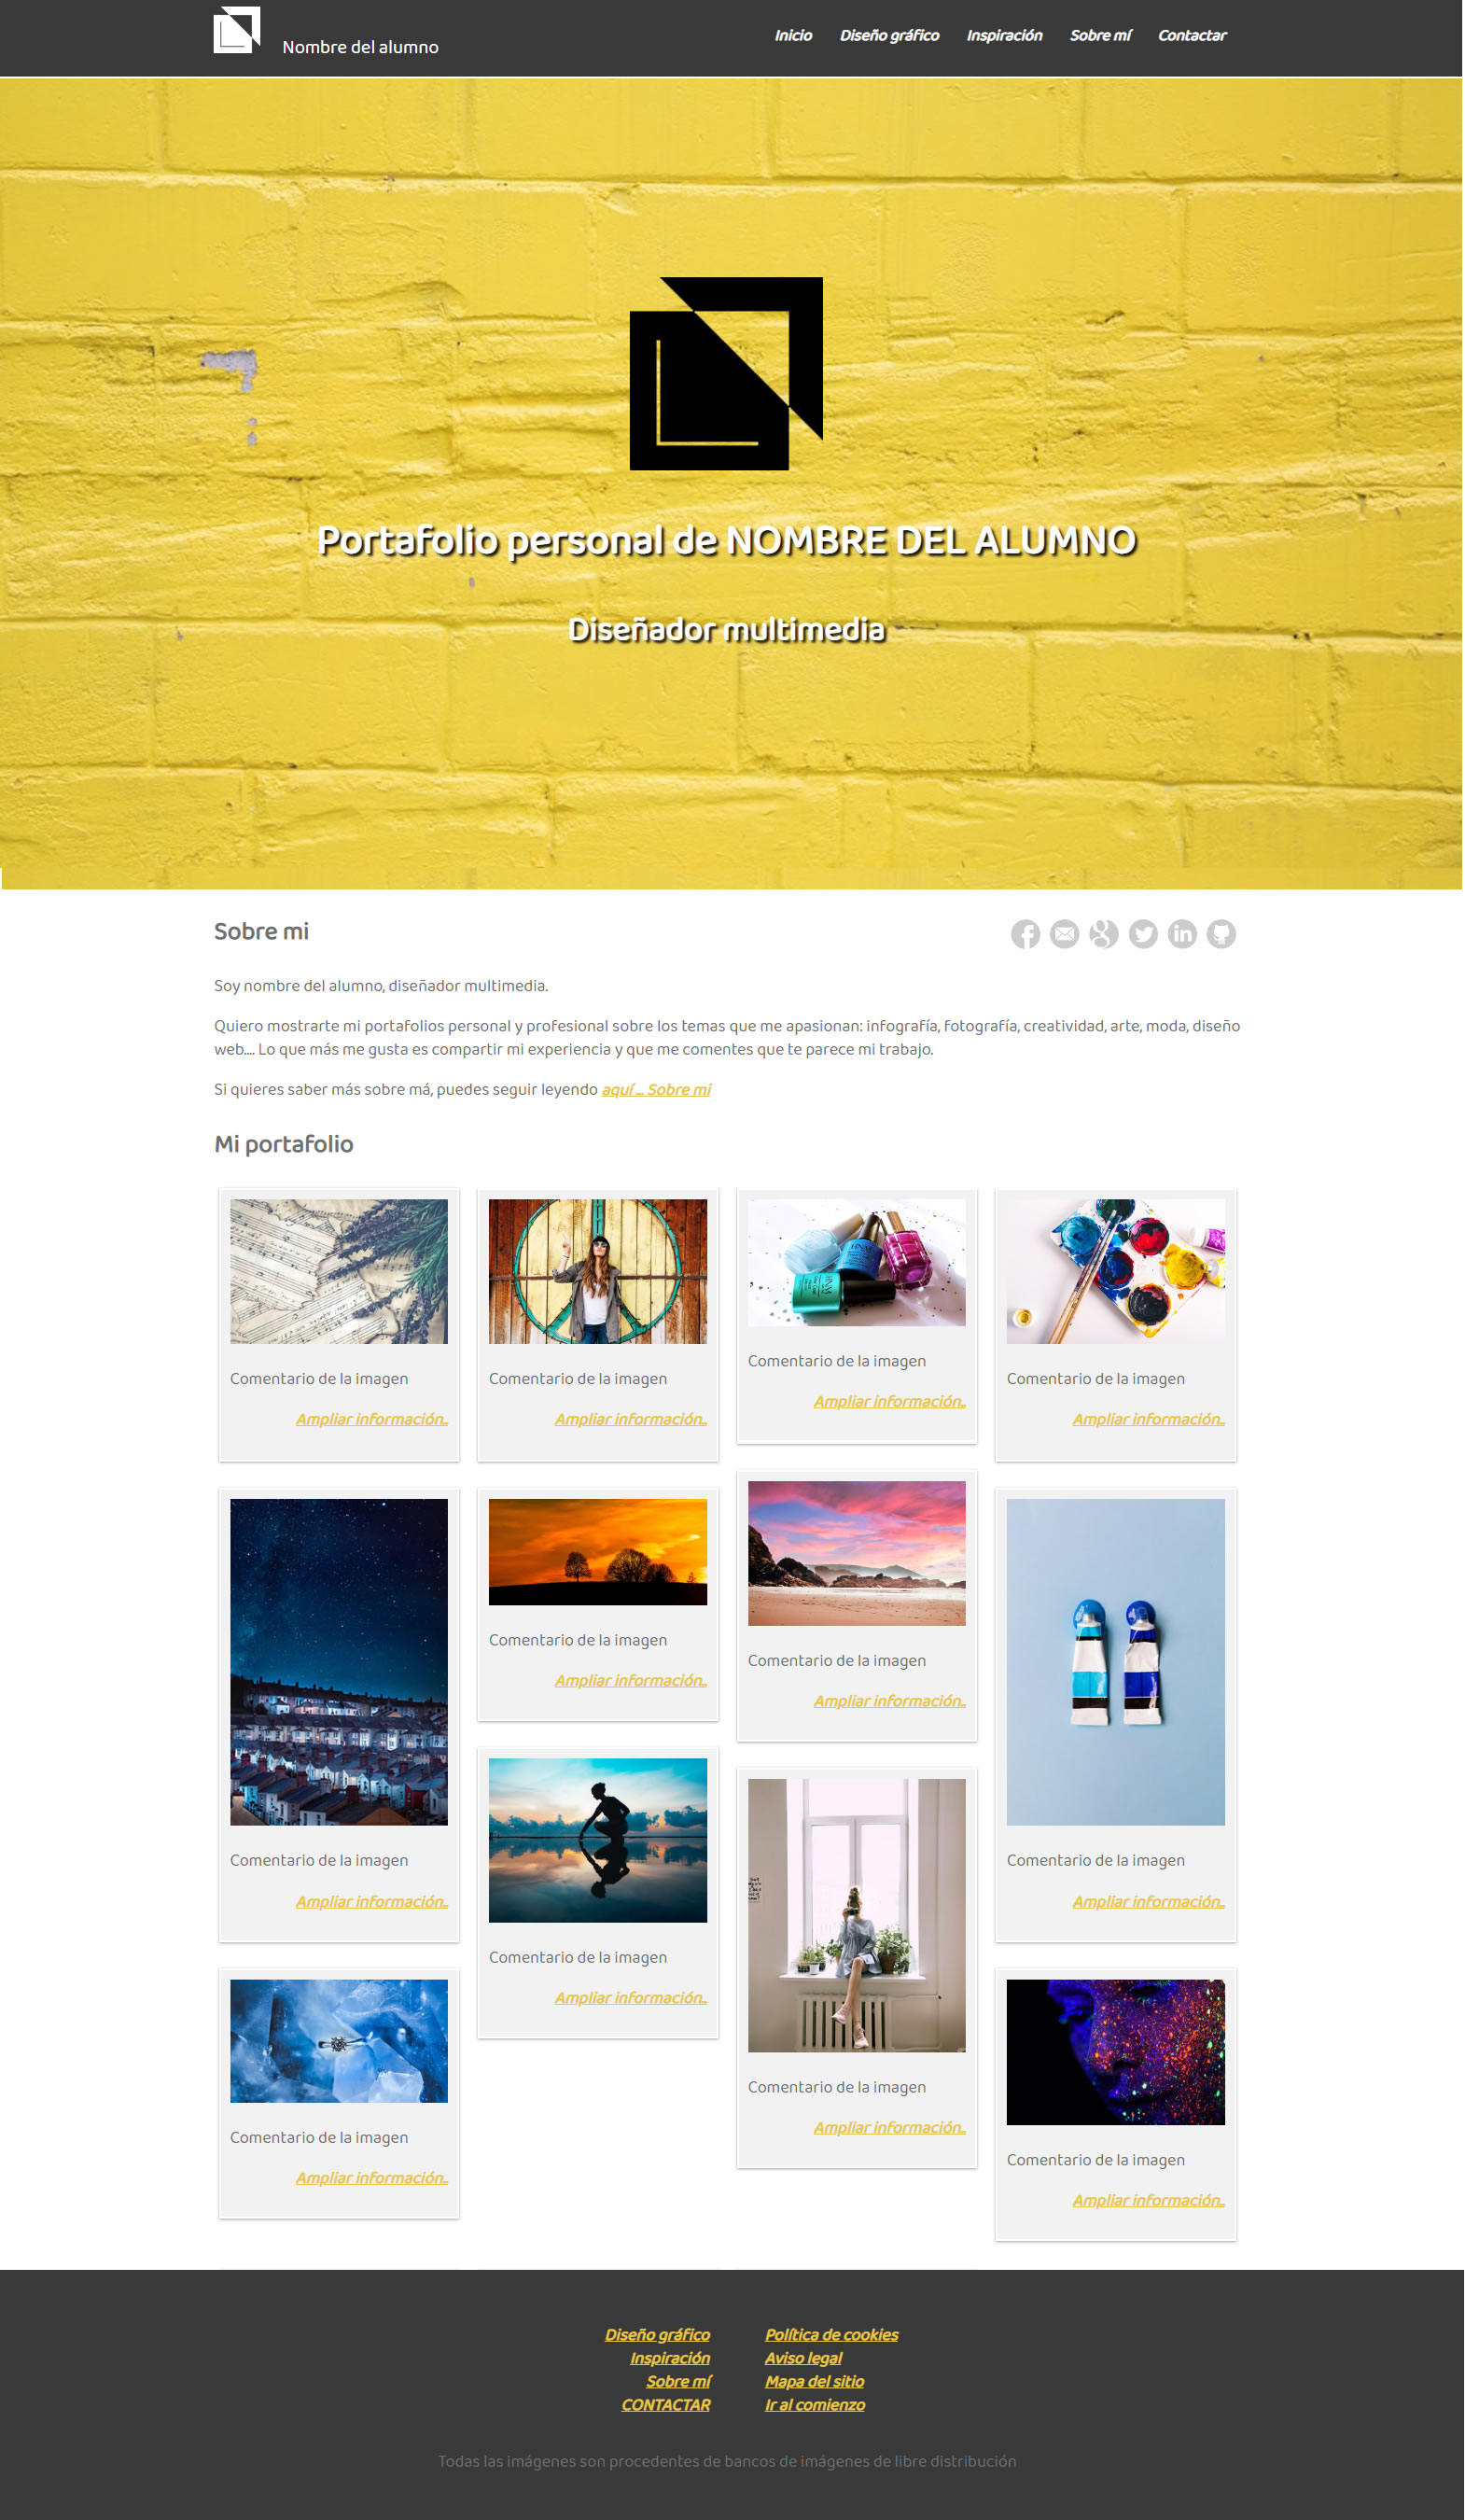 Nombre del alumno
Inicio Diseño gráfico Inspiración Sobre mí Contactar
Portafolio personal de NOMBRE DEL ALUMNO
Diseñador multimedia
Sobre mi
Soy nombre del alumno, diseñador multimedia.
Quiero mostrarte mi portafolios personal y profesional sobre los temas que me apasionan: infografía, fotografía, creatividad, arte, moda, diseño
web.... Lo que más me gusta es compartir mi experiencia y que me comentes que te parece mi trabajo.
Si quieres saber más sobre má, puedes seguir leyendo aquí ... Sobre mi
Mi portafolio
Comentario de la imagen
Ampliar información...
Comentario de la imagen
Ampliar información...
Comentario de la imagen
Ampliar información...
Comentario de la imagen
Ampliar información...
Comentario de la imagen
Ampliar información...
Comentario de la imagen
Ampliar información...
Comentario de la imagen
Ampliar información...
Comentario de la imagen
Ampliar información...
Comentario de la imagen
Ampliar información...
Comentario de la imagen
Ampliar información...
Comentario de la imagen
Ampliar información...
Comentario de la imagen
Ampliar información...
Diseño gráfico
Inspiración
Sobre mí
CONTACTAR
Política de cookies
Aviso legal
Mapa del sitio
Ir al comienzo
Todas las imágenes son procedentes de bancos de imágenes de libre distribución